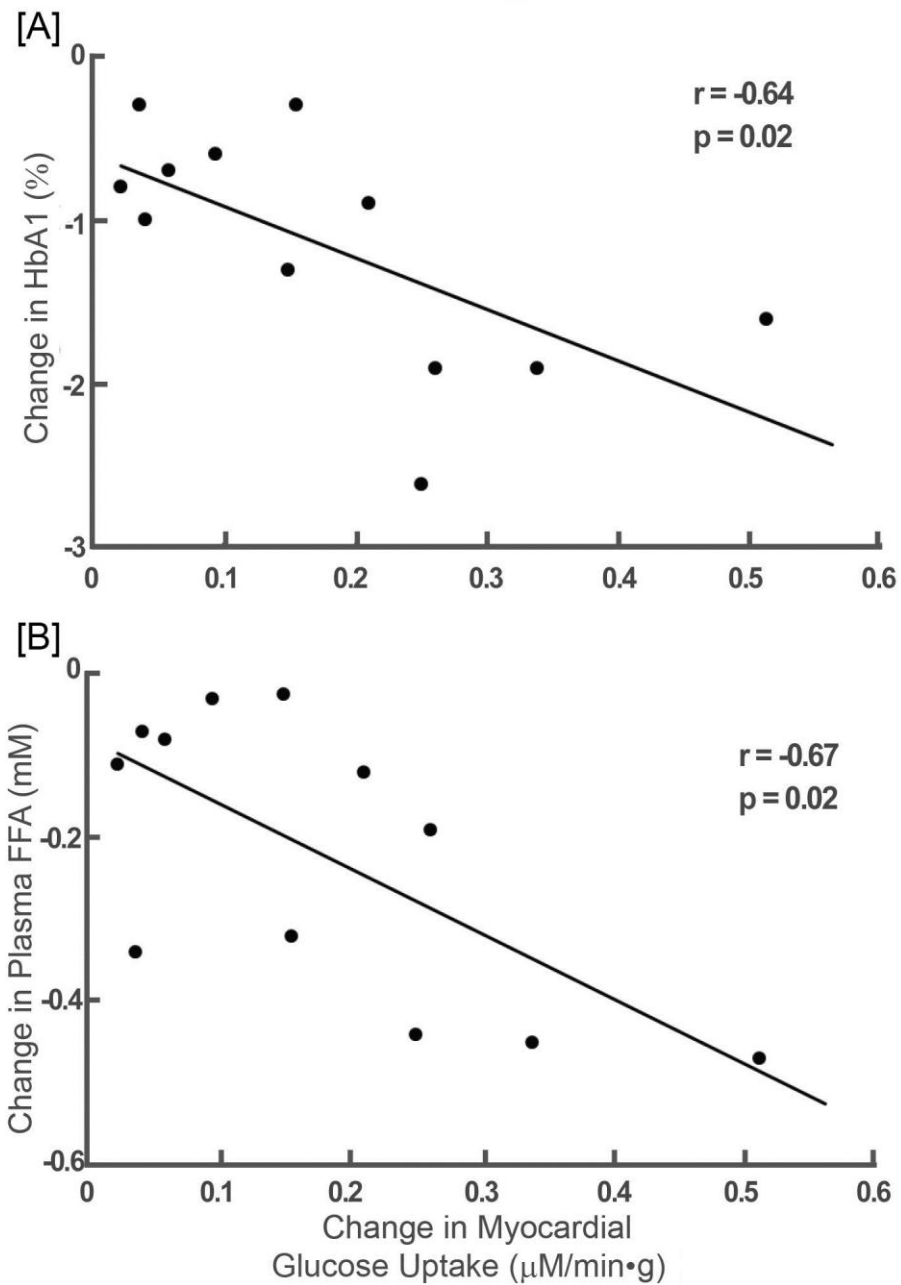 [A]
0
-1
-2
-3
Change in HbA1 (%)
r = -0.64
p = 0.02
0 0.1 0.2 0.3 0.4 0.5 0.6
[B]
0
-0.2
-0.4
-0.6
Change in Plasma FFA (mM)
r = -0.67
p = 0.02
0 0.1 0.2 0.3 0.4 0.5 0.6
Change in Myocardial
Glucose Uptake (μM/min•g)